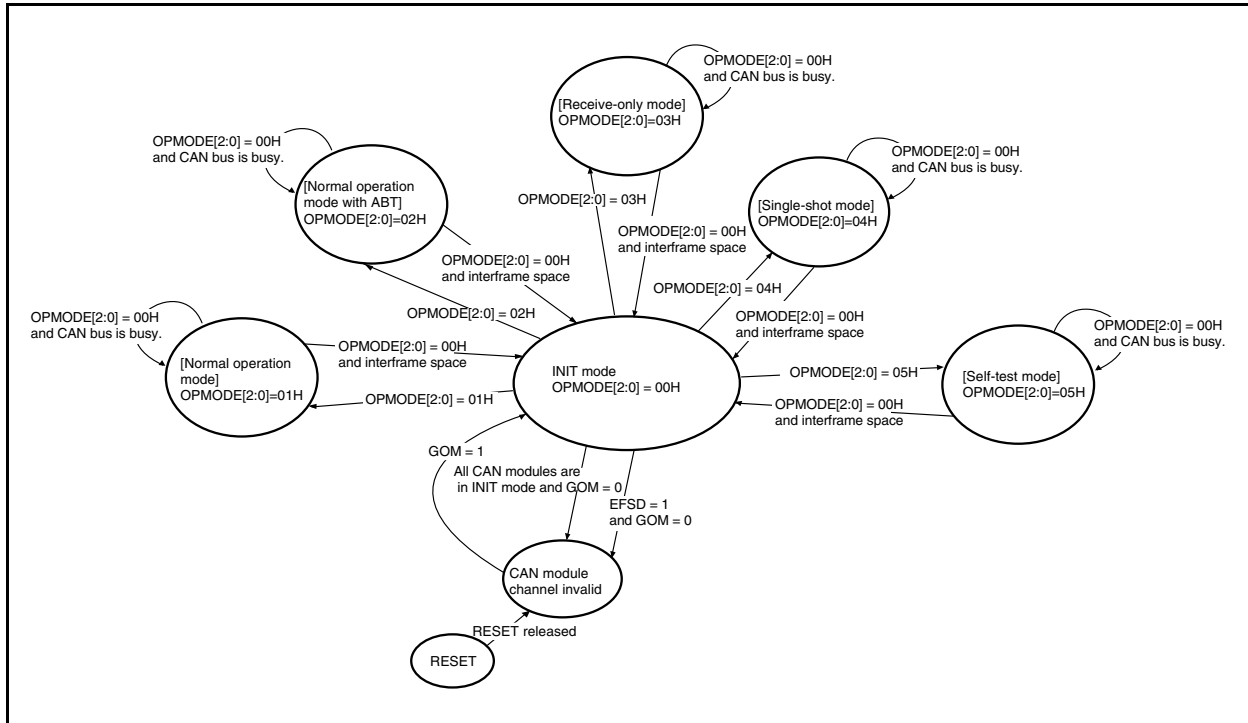 OPMODE[2:0] = 00H
and CAN bus is busy.
[Receive-only mode]
OPMODE[2:0]=03H
OPMODE[2:0] = 00H
and CAN bus is busy.
[Normal operation
mode with ABT]
OPMODE[2:0]=02H
OPMODE[2:0] = 03H
OPMODE[2:0] = 00H
and CAN bus is busy.
[Single-shot mode]
OPMODE[2:0]=04H
OPMODE[2:0] = 00H
and interframe space
OPMODE[2:0] = 00H
and interframe space
OPMODE[2:0] = 04H
OPMODE[2:0] = 02H
OPMODE[2:0] = 00H
and interframe space
OPMODE[2:0] = 00H
and CAN bus is busy.
[Normal operation
mode]
OPMODE[2:0]=01H
OPMODE[2:0] = 00H
and interframe space
OPMODE[2:0] = 01H
INIT mode
OPMODE[2:0] = 00H
OPMODE[2:0] = 05H
OPMODE[2:0] = 00H
and interframe space
OPMODE[2:0] = 00H
and CAN bus is busy.
[Self-test mode]
OPMODE[2:0]=05H
GOM = 1
All CAN modules are
in INIT mode and GOM = 0
EFSD = 1
and GOM = 0
CAN module
channel invalid
RESET released
RESET